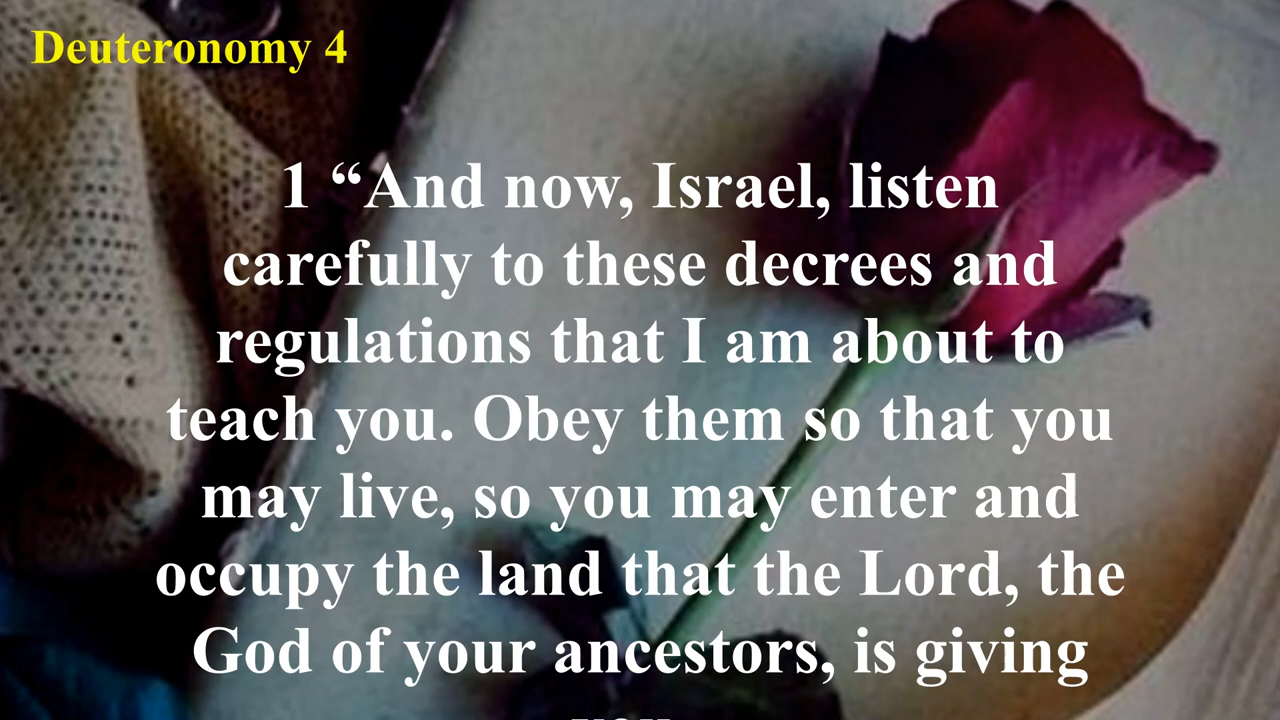 Deuteronomy 4
1 “And now, Israel, listen
carefully to these decrees and
regulations that I am about to
teach you. Obey them so that you
may live, so you may enter and
occupy the land that the Lord, the
God of your ancestors, is giving